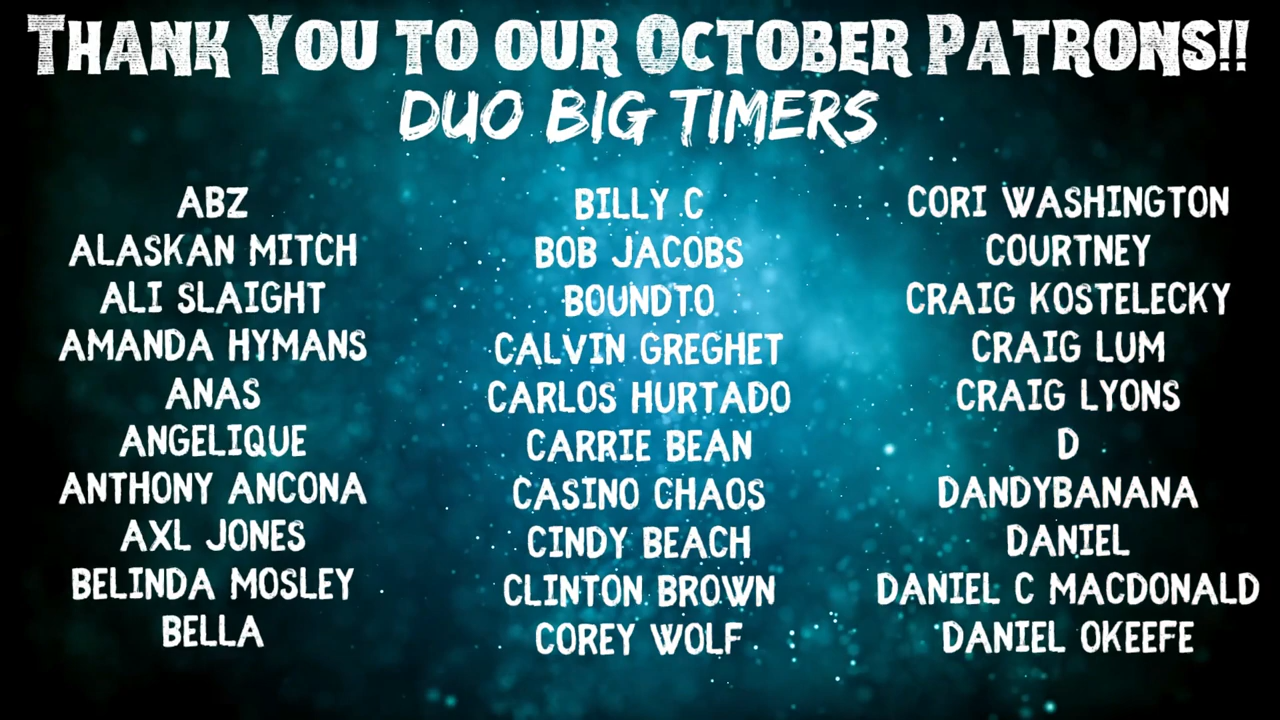 THANK YOU TO OUR OCTOBER PATRONS!!
DUO BIG TIMERS
ABZ
ALASKAN MITCH
ALI SLAIGHT
AMANDA HYMANS
ANAS
ANGELIQUE
ANTHONY ANCONA
AXL JONES
BELINDA MOSLEY
BELLA
BILLY C
BOB JACOBS
BOUNDTO
CALVIN GREGHET
CARLOS HURTADO
CARRIE BEAN
CASINO CHAOS
CINDY BEACH
CLINTON BROWN
COREY WOLF
CORI WASHINGTON
COURTNEY
CRAIG KOSTELECKY
CRAIG LUM
CRAIG LYONS
D
DANDYBANANA
DANIEL
DANIEL C MACDONALD
DANIEL OKEEFE